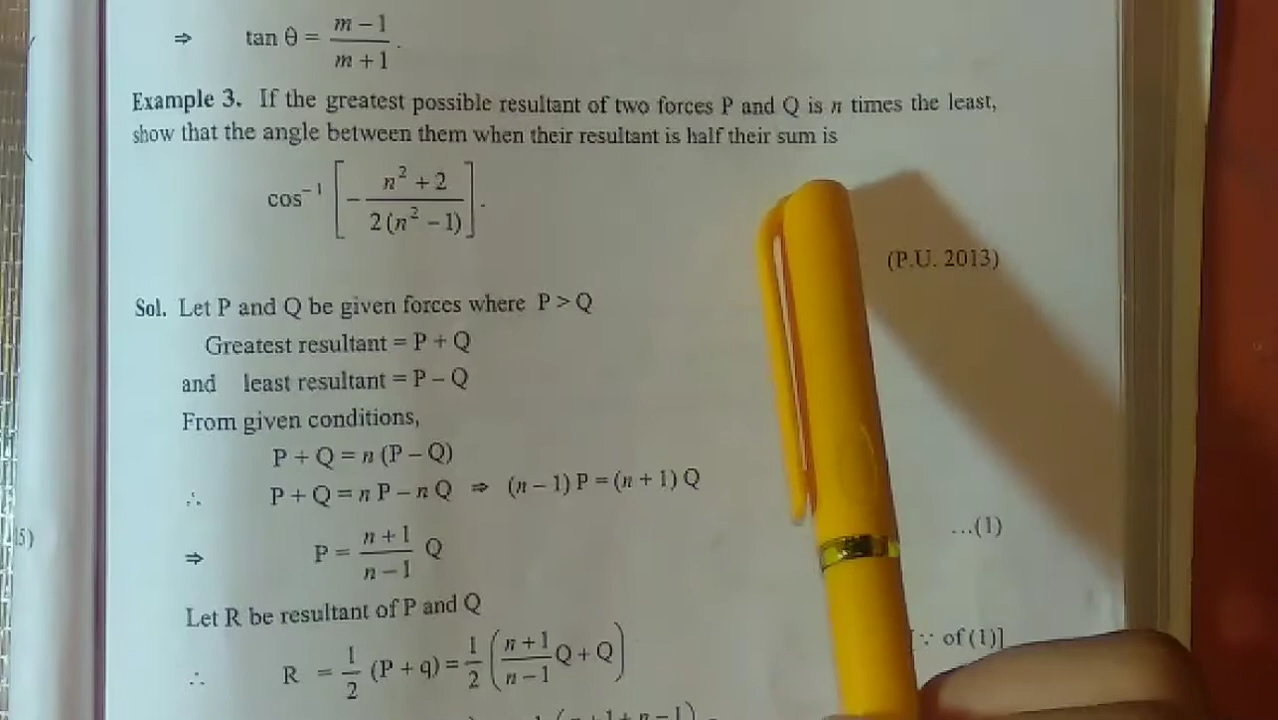 ⇒ tan θ = (m − 1)/(m + 1).
Example 3. If the greatest possible resultant of two forces P and Q is n times the least,
show that the angle between them when their resultant is half their sum is
cos⁻¹ [− (n² + 2)/(2 (n² − 1))].
(P.U. 2013)
Sol. Let P and Q be given forces where P > Q
Greatest resultant = P + Q
and least resultant = P − Q
From given conditions,
P + Q = n (P − Q)
∴ P + Q = n P − n Q ⇒ (n − 1) P = (n + 1) Q
⇒ P = (n + 1)/(n − 1) Q ...(1)
15)
Let R be resultant of P and Q
∴ R = 1/2 (P + q) = 1/2 ((n + 1)/(n − 1) Q + Q) [∵ of (1)]